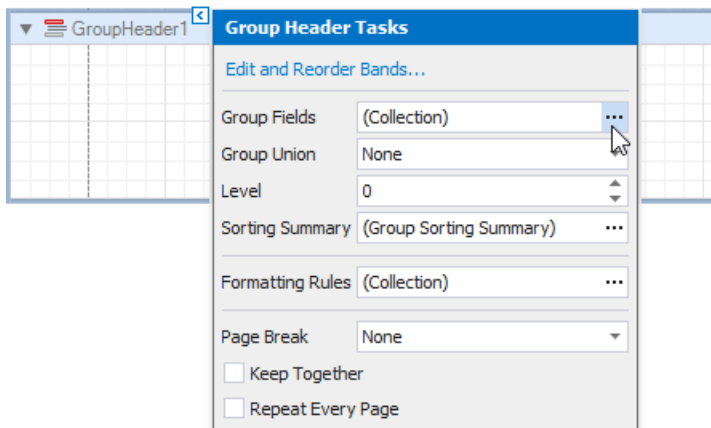 GroupHeader1
Group Header Tasks
Edit and Reorder Bands...
Group Fields (Collection) ...
Group Union None
Level 0
Sorting Summary (Group Sorting Summary) ...
Formatting Rules (Collection) ...
Page Break None
Keep Together
Repeat Every Page